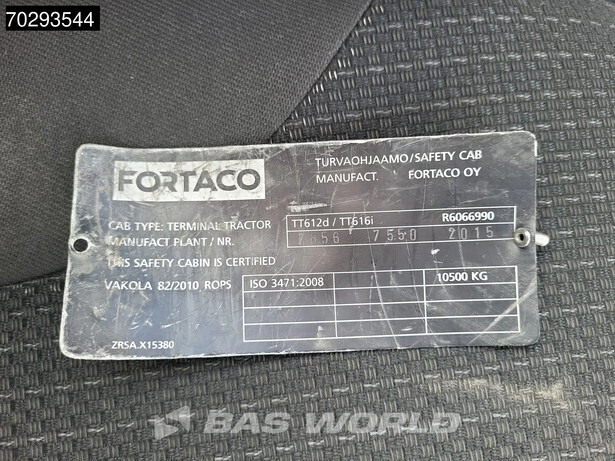 70293544
FORTACO
TURVAOHJAAMO/SAFETY CAB
MANUFACT. FORTACO OY
CAB TYPE: TERMINAL TRACTOR TT612d / TT616i R6066990
MANUFACT PLANT / NR. 7550 2015
THIS SAFETY CABIN IS CERTIFIED
VAKOLA 82/2010 ROPS ISO 3471:2008 10500 KG
ZRSA.X15380
BAS WORLD